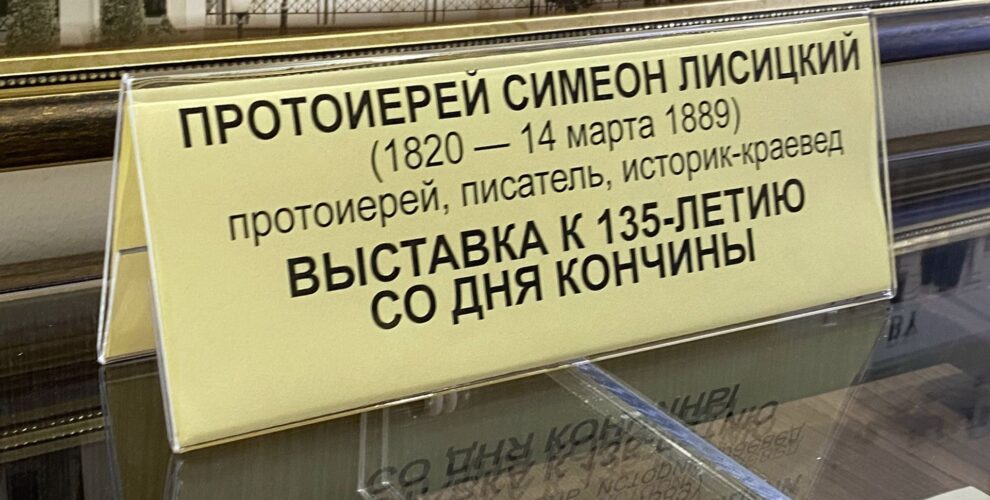 ПРОТОИЕРЕЙ СИМЕОН ЛИСИЦКИЙ
(1820 — 14 марта 1889)
протоиерей, писатель, историк-краевед
ВЫСТАВКА К 135-ЛЕТИЮ
СО ДНЯ КОНЧИНЫ